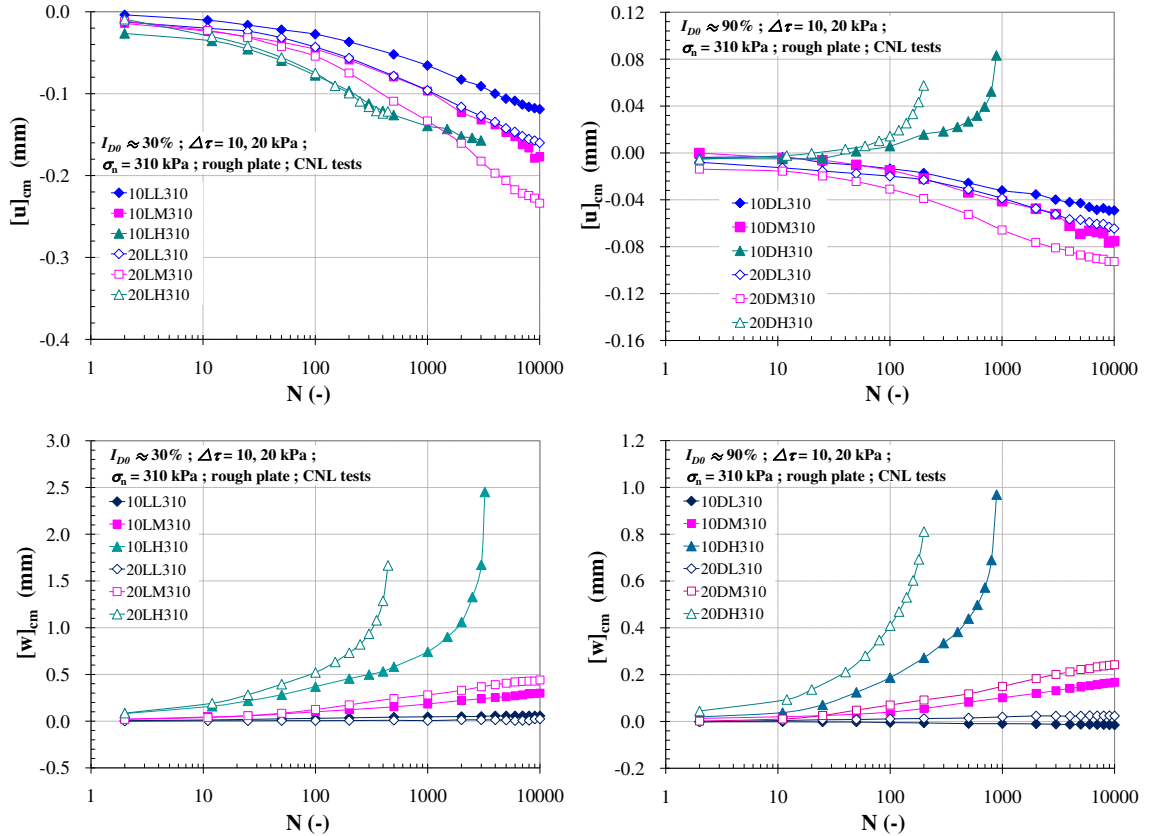 0.0
-0.1
-0.2
-0.3
-0.4
[u]cm (mm)
I_D0 ≈ 30% ; Δτ = 10, 20 kPa ;
σn = 310 kPa ; rough plate ; CNL tests
10LL310
10LM310
10LH310
20LL310
20LM310
20LH310
1 10 100 1000 10000
N (-)
0.12
0.08
0.04
0.00
-0.04
-0.08
-0.12
-0.16
[u]cm (mm)
I_D0 ≈ 90% ; Δτ = 10, 20 kPa ;
σn = 310 kPa ; rough plate ; CNL tests
10DL310
10DM310
10DH310
20DL310
20DM310
20DH310
1 10 100 1000 10000
N (-)
3.0
2.5
2.0
1.5
1.0
0.5
0.0
-0.5
[w]cm (mm)
I_D0 ≈ 30% ; Δτ = 10, 20 kPa ;
σn = 310 kPa ; rough plate ; CNL tests
10LL310
10LM310
10LH310
20LL310
20LM310
20LH310
1 10 100 1000 10000
N (-)
1.2
1.0
0.8
0.6
0.4
0.2
0.0
-0.2
[w]cm (mm)
I_D0 ≈ 90% ; Δτ = 10, 20 kPa ;
σn = 310 kPa ; rough plate ; CNL tests
10DL310
10DM310
10DH310
20DL310
20DM310
20DH310
1 10 100 1000 10000
N (-)